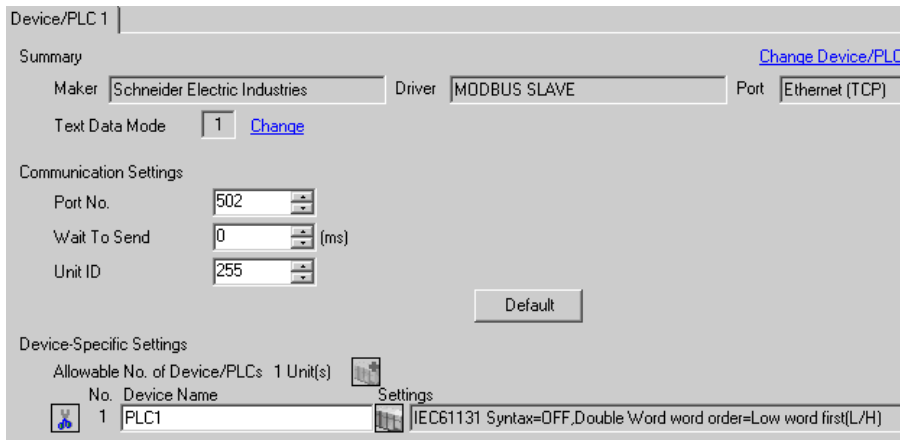 Device/PLC 1
Summary
Change Device/PLC
Maker Schneider Electric Industries Driver MODBUS SLAVE Port Ethernet (TCP)
Text Data Mode 1 Change
Communication Settings
Port No. 502
Wait To Send 0 (ms)
Unit ID 255
Default
Device-Specific Settings
Allowable No. of Device/PLCs 1 Unit(s)
No. Device Name Settings
1 PLC1 IEC61131 Syntax=OFF,Double Word word order=Low word first(L/H)